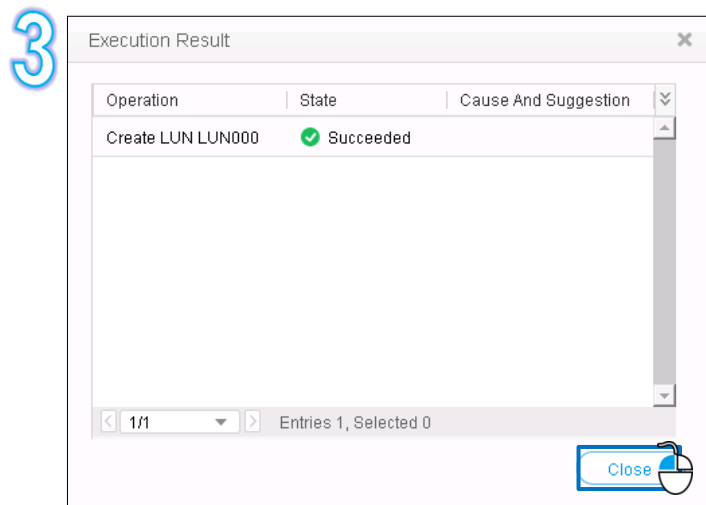 3
Execution Result
Operation State Cause And Suggestion
Create LUN LUN000 Succeeded
1/1 Entries 1, Selected 0
Close